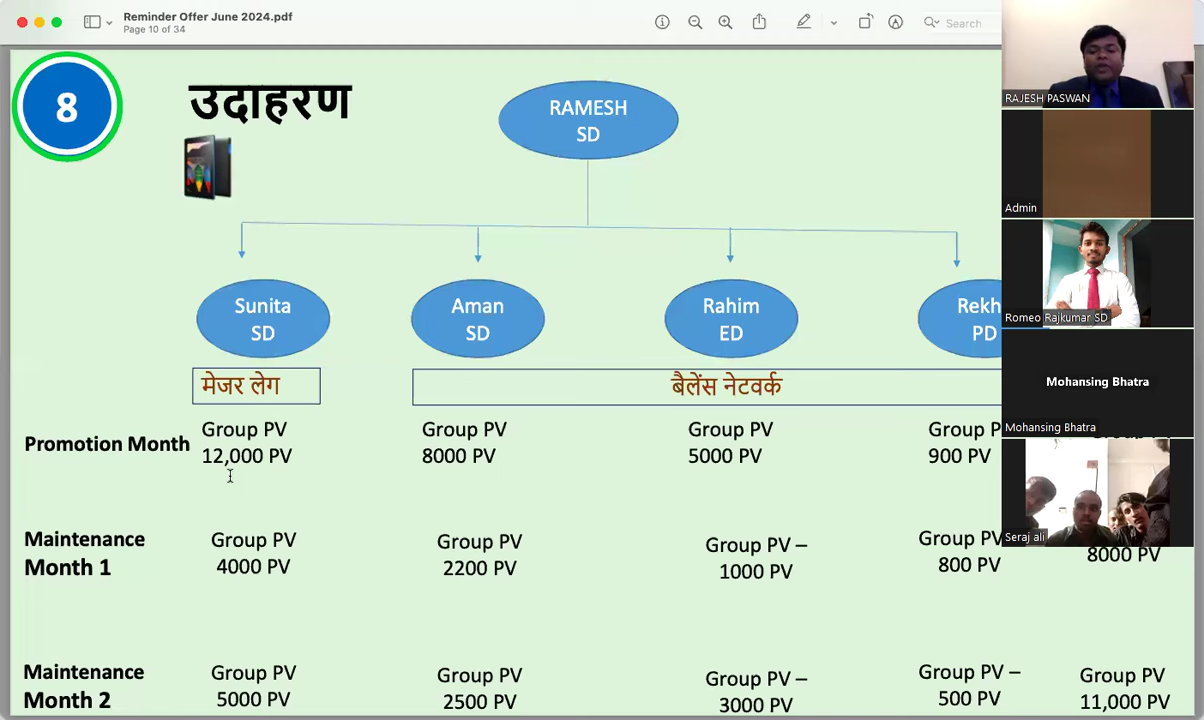 Reminder Offer June 2024.pdf
Page 10 of 34
Search
8
उदाहरण
RAMESH
SD
Sunita
SD
Aman
SD
Rahim
ED
Rekh
PD
मेजर लेग
बैलेंस नेटवर्क
Promotion Month
Group PV
12,000 PV
Group PV
8000 PV
Group PV
5000 PV
Group P
900 PV
Maintenance
Month 1
Group PV
4000 PV
Group PV
2200 PV
Group PV –
1000 PV
Group PV
800 PV
8000 PV
Maintenance
Month 2
Group PV
5000 PV
Group PV
2500 PV
Group PV –
3000 PV
Group PV –
500 PV
Group PV
11,000 PV
RAJESH PASWAN
Admin
Romeo Rajkumar SD
Mohansing Bhatra
Mohansing Bhatra
Seraj ali